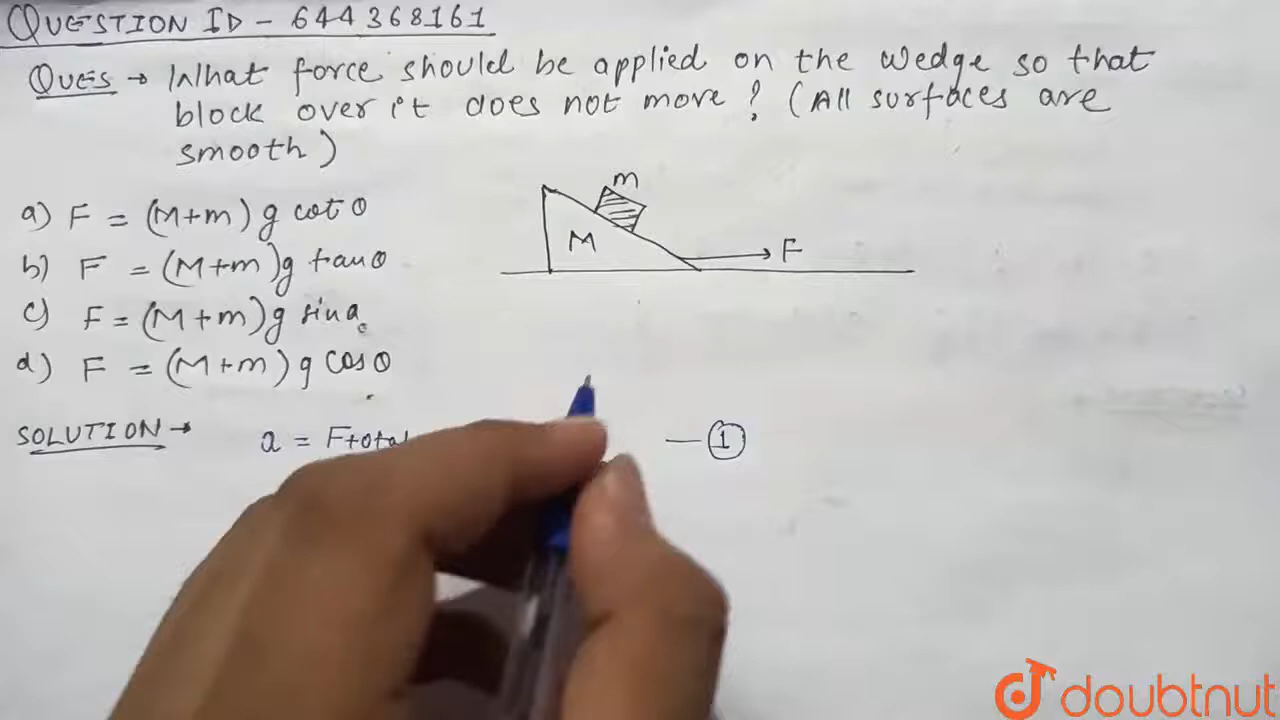 QUESTION ID - 644368161
QUES → What force should be applied on the wedge so that
block over it does not move ? (All surfaces are
smooth)
a) F = (M+m) g cot θ
b) F = (M+m)g tan θ
c) F = (M+m)g sin θ
d) F = (M+m) g cos θ
m
M
F
SOLUTION → a = Ftotal — 1
doubtnut